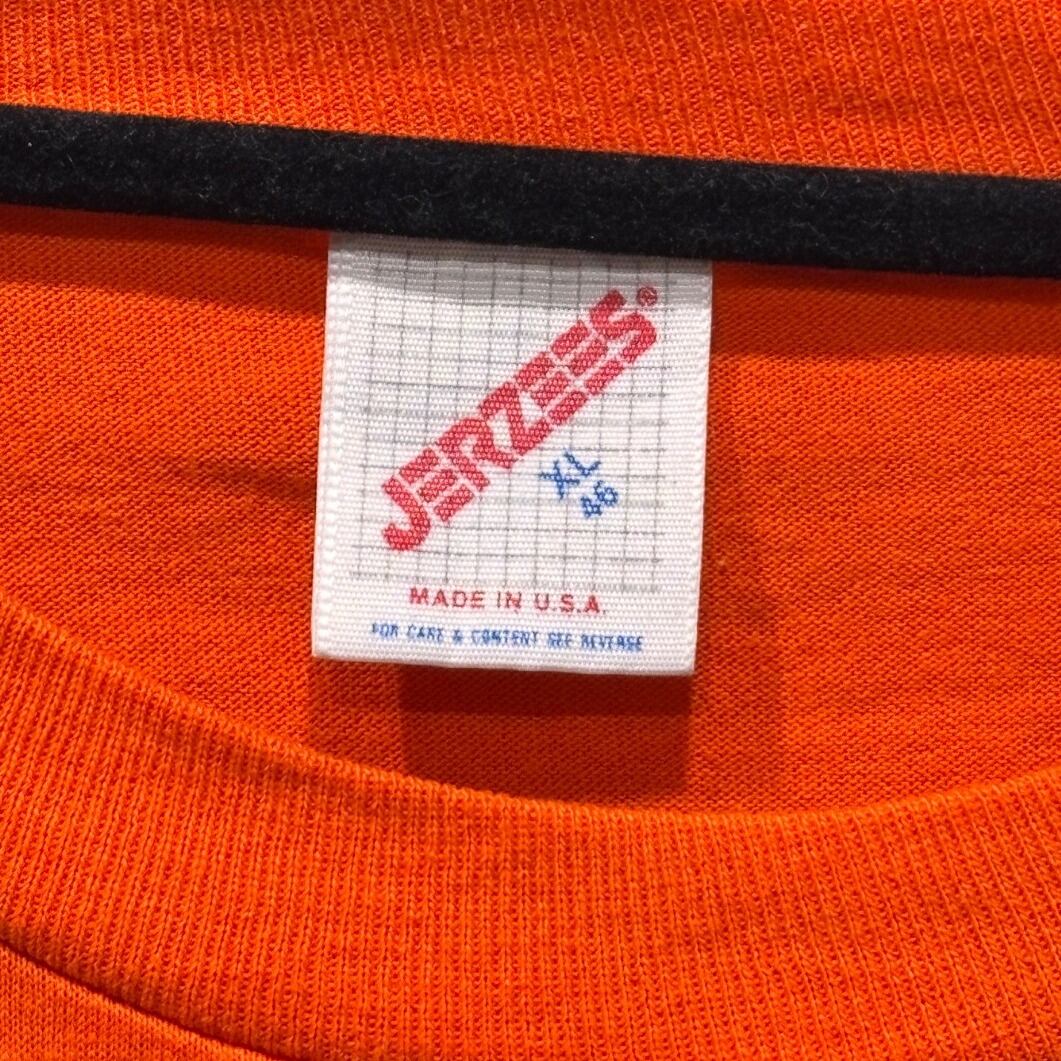 JERZEES®
XL
46
MADE IN U.S.A.
FOR CARE & CONTENT SEE REVERSE